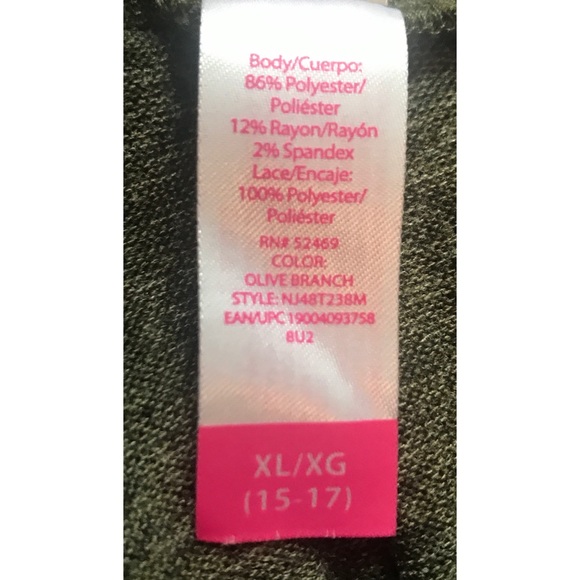 Body/Cuerpo:
86% Polyester/
Poliéster
12% Rayon/Rayón
2% Spandex
Lace/Encaje:
100% Polyester/
Poliéster
RN# 52469
COLOR:
OLIVE BRANCH
STYLE: NJ48T238M
EAN/UPC 19004093758
8U2
XL/XG
(15-17)